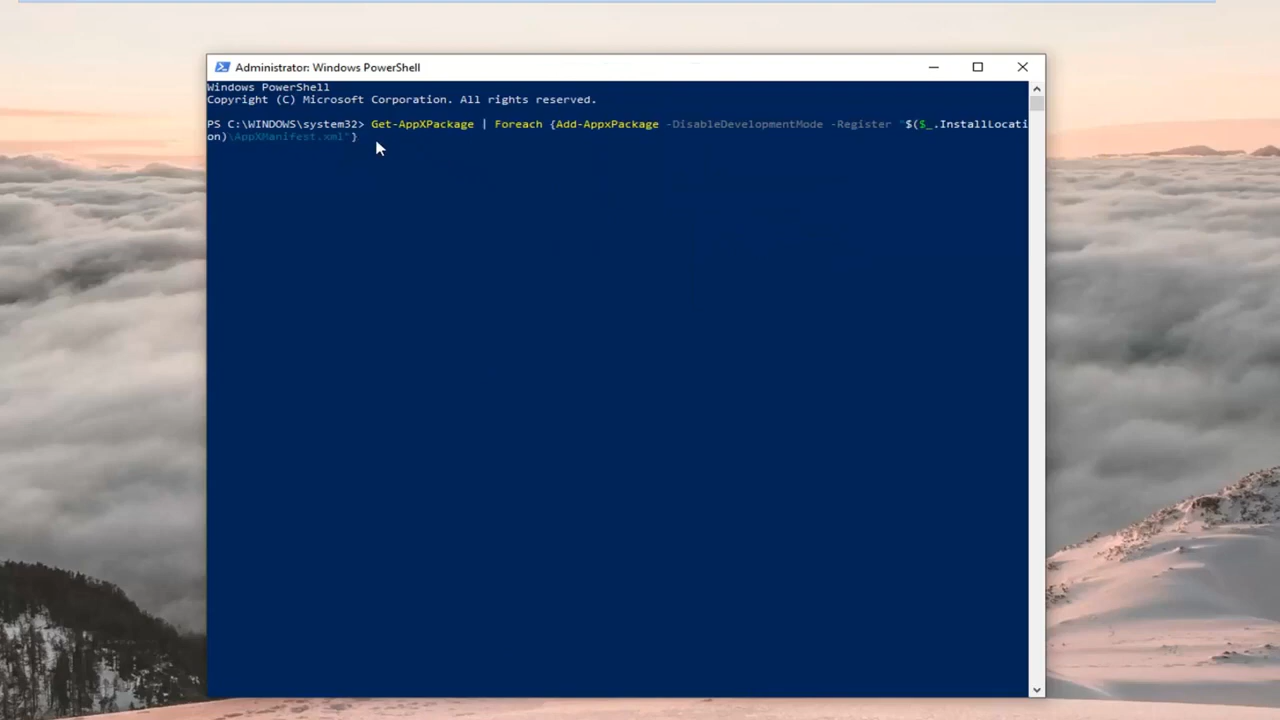 Administrator: Windows PowerShell
Windows PowerShell
Copyright (C) Microsoft Corporation. All rights reserved.
PS C:\WINDOWS\system32> Get-AppXPackage | Foreach {Add-AppxPackage -DisableDevelopmentMode -Register "$($_.InstallLocati
on)\AppXManifest.xml"}